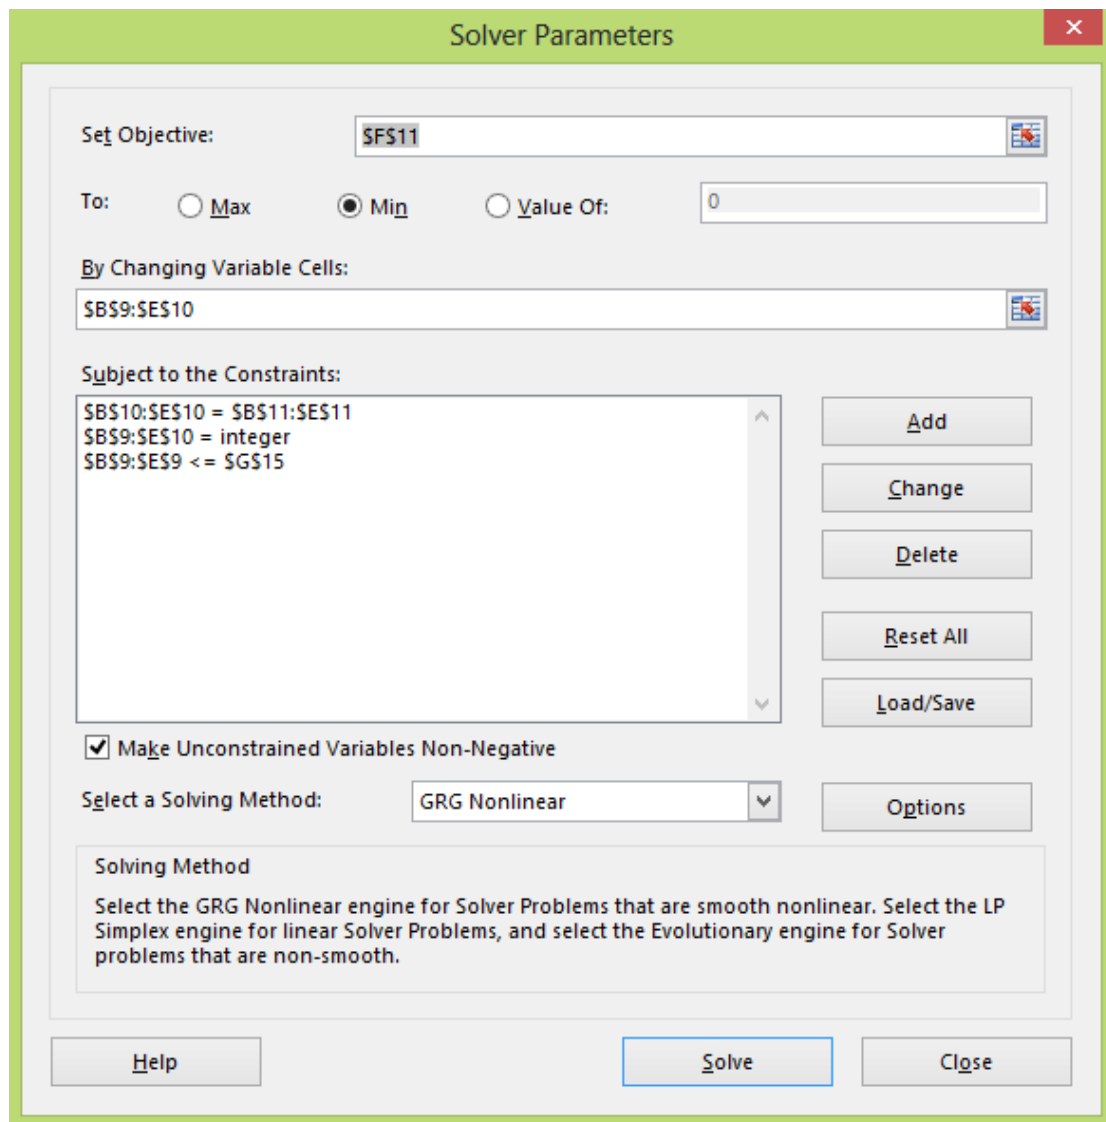 Solver Parameters
Set Objective: $F$11
To: Max Min Value Of: 0
By Changing Variable Cells:
$B$9:$E$10
Subject to the Constraints:
$B$10:$E$10 = $B$11:$E$11
$B$9:$E$10 = integer
$B$9:$E$9 <= $G$15
Add
Change
Delete
Reset All
Load/Save
Make Unconstrained Variables Non-Negative
Select a Solving Method: GRG Nonlinear Options
Solving Method
Select the GRG Nonlinear engine for Solver Problems that are smooth nonlinear. Select the LP
Simplex engine for linear Solver Problems, and select the Evolutionary engine for Solver
problems that are non-smooth.
Help Solve Close